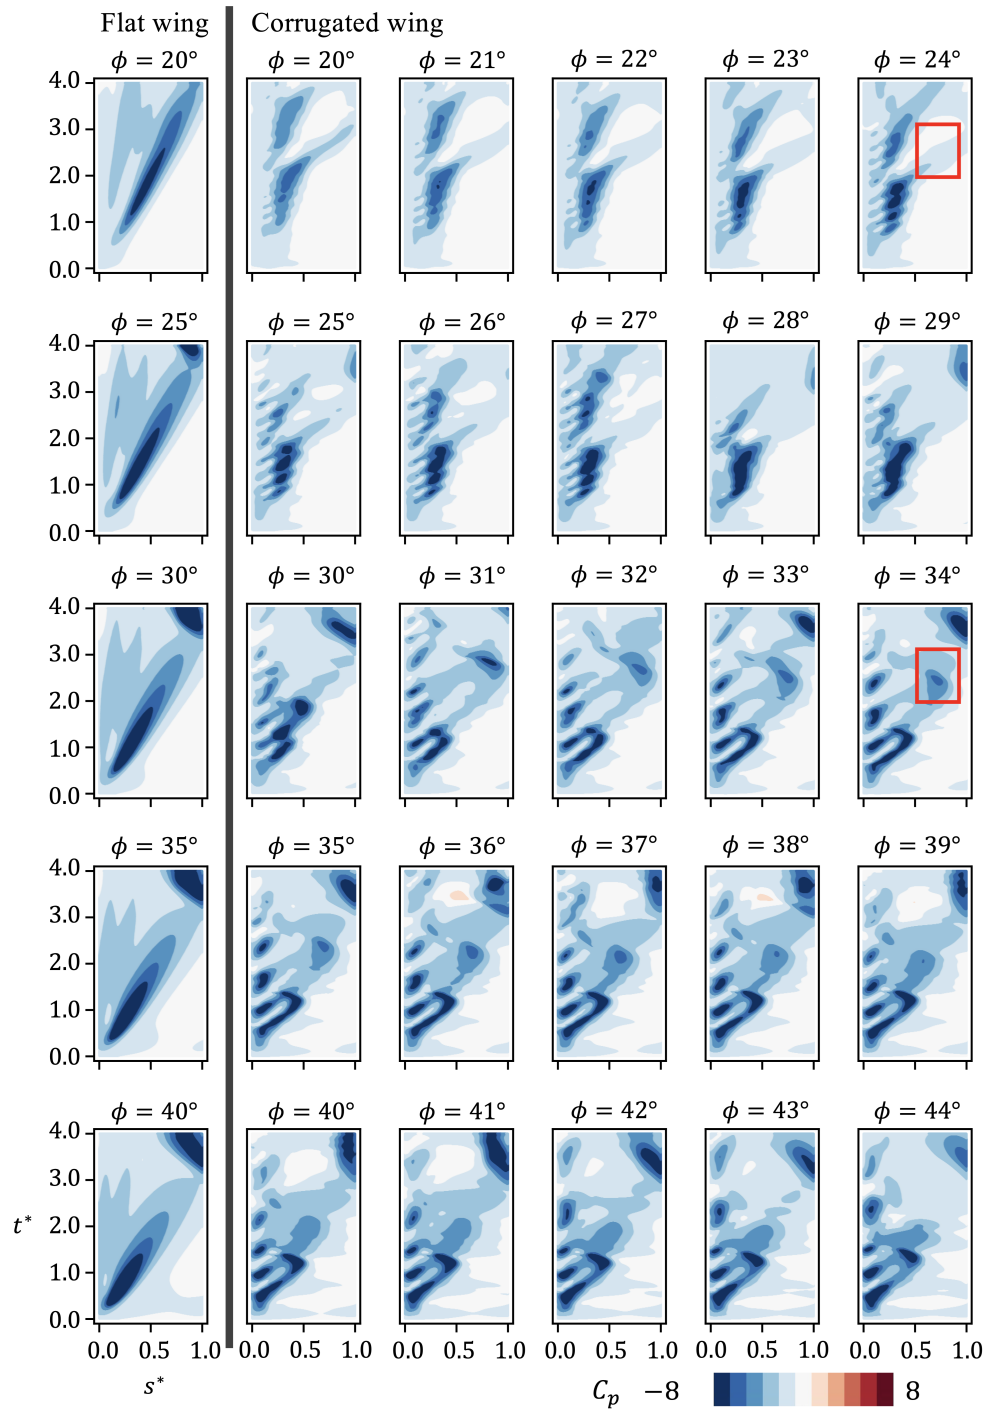 Flat wing Corrugated wing
ϕ = 20° ϕ = 20° ϕ = 21° ϕ = 22° ϕ = 23° ϕ = 24°
4.0
3.0
2.0
1.0
0.0
ϕ = 25° ϕ = 25° ϕ = 26° ϕ = 27° ϕ = 28° ϕ = 29°
4.0
3.0
2.0
1.0
0.0
ϕ = 30° ϕ = 30° ϕ = 31° ϕ = 32° ϕ = 33° ϕ = 34°
4.0
3.0
2.0
1.0
0.0
ϕ = 35° ϕ = 35° ϕ = 36° ϕ = 37° ϕ = 38° ϕ = 39°
4.0
3.0
2.0
1.0
0.0
ϕ = 40° ϕ = 40° ϕ = 41° ϕ = 42° ϕ = 43° ϕ = 44°
4.0
3.0
t* 2.0
1.0
0.0
0.0 0.5 1.0 0.0 0.5 1.0 0.0 0.5 1.0 0.0 0.5 1.0 0.0 0.5 1.0 0.0 0.5 1.0
s* C_p −8 8